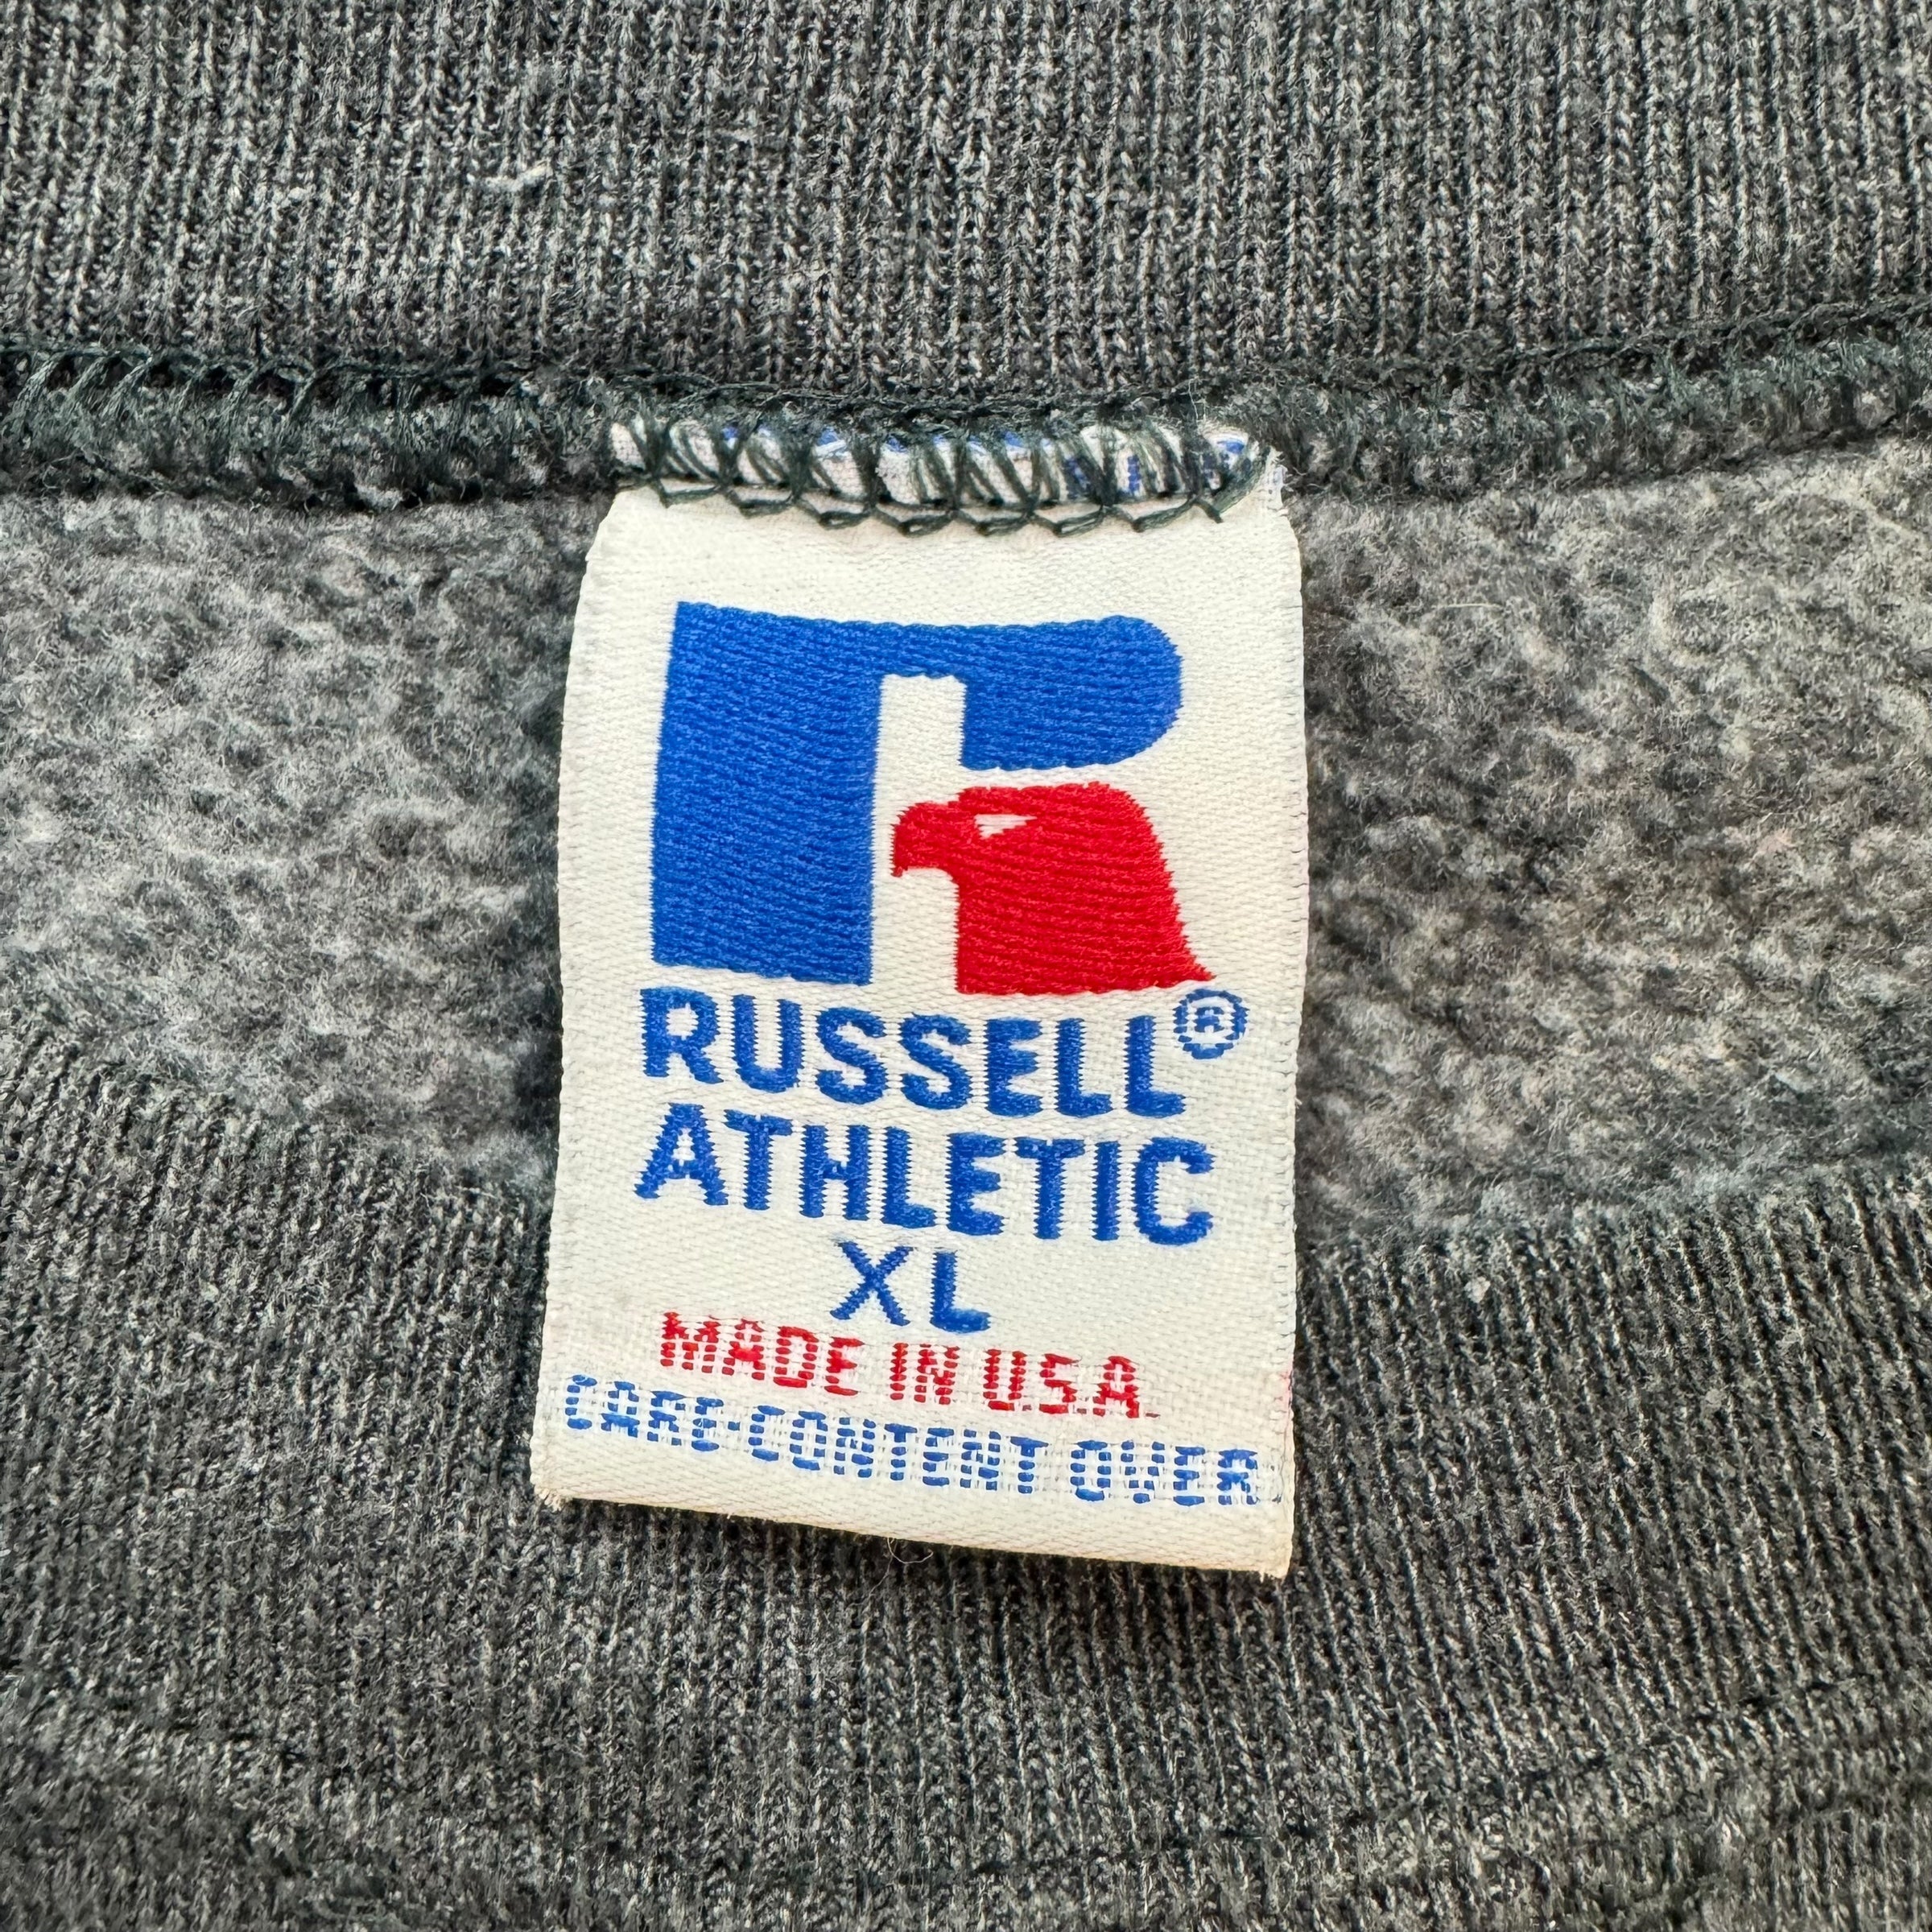 RUSSELL®
ATHLETIC
XL
MADE IN U.S.A.
CARE-CONTENT OVER